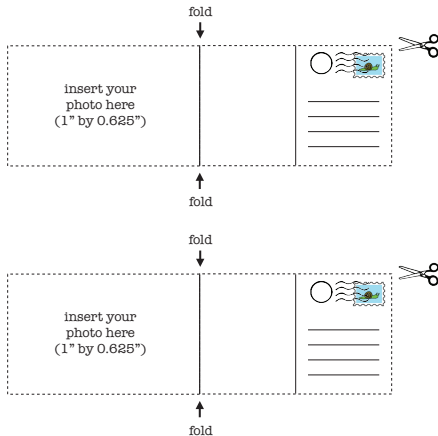 fold
insert your
photo here
(1” by 0.625”)
fold
fold
insert your
photo here
(1” by 0.625”)
fold